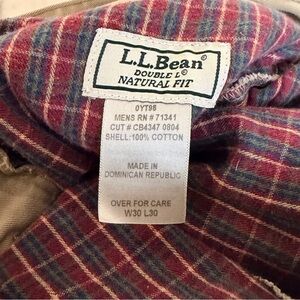 L.L.Bean®
DOUBLE L®
NATURAL FIT
0YT96
MENS RN # 71341
CUT # CB4347 0804
SHELL: 100% COTTON
MADE IN
DOMINICAN REPUBLIC
OVER FOR CARE
W30 L30